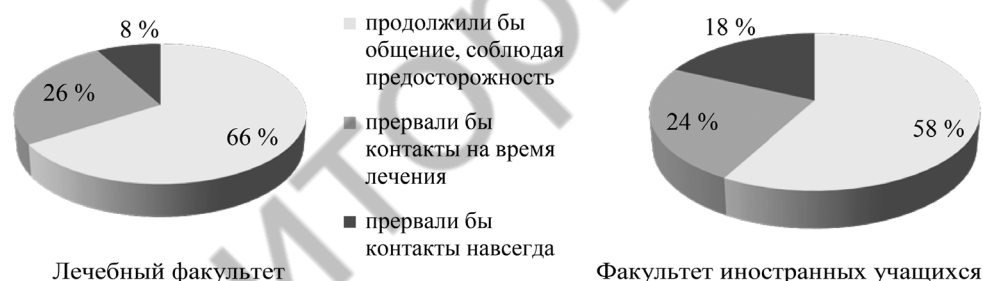 8 %
26 %
66 %
продолжили бы
общение, соблюдая
предосторожность
прервали бы
контакты на время
лечения
прервали бы
контакты навсегда
18 %
24 %
58 %
Лечебный факультет
Факультет иностранных учащихся